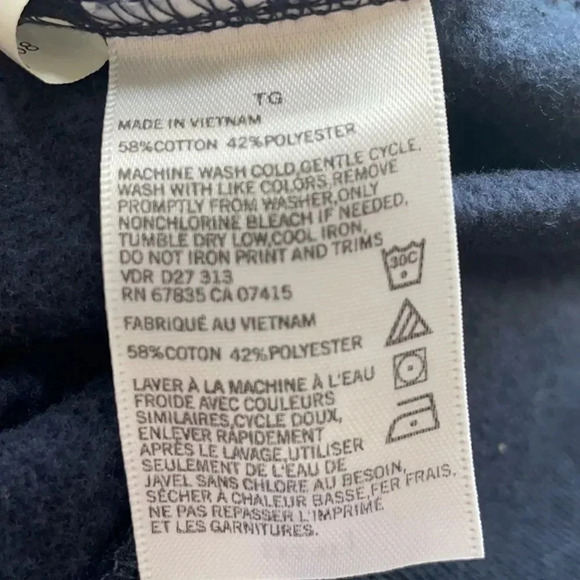 TG
MADE IN VIETNAM
58%COTTON 42%POLYESTER
MACHINE WASH COLD,GENTLE CYCLE,
WASH WITH LIKE COLORS,REMOVE
PROMPTLY FROM WASHER,ONLY
NONCHLORINE BLEACH IF NEEDED,
TUMBLE DRY LOW,COOL IRON,
DO NOT IRON PRINT AND TRIMS
VDR D27 313
RN 67835 CA 07415
30C
FABRIQUÉ AU VIETNAM
58%COTON 42%POLYESTER
LAVER À LA MACHINE À L'EAU
FROIDE AVEC COULEURS
SIMILAIRES,CYCLE DOUX,
ENLEVER RAPIDEMENT
APRÈS LE LAVAGE,UTILISER
SEULEMENT DE L'EAU DE
JAVEL SANS CHLORE AU BESOIN,
SÉCHER À CHALEUR BASSE,FER FRAIS.
NE PAS REPASSER L'IMPRIMÉ
ET LES GARNITURES.